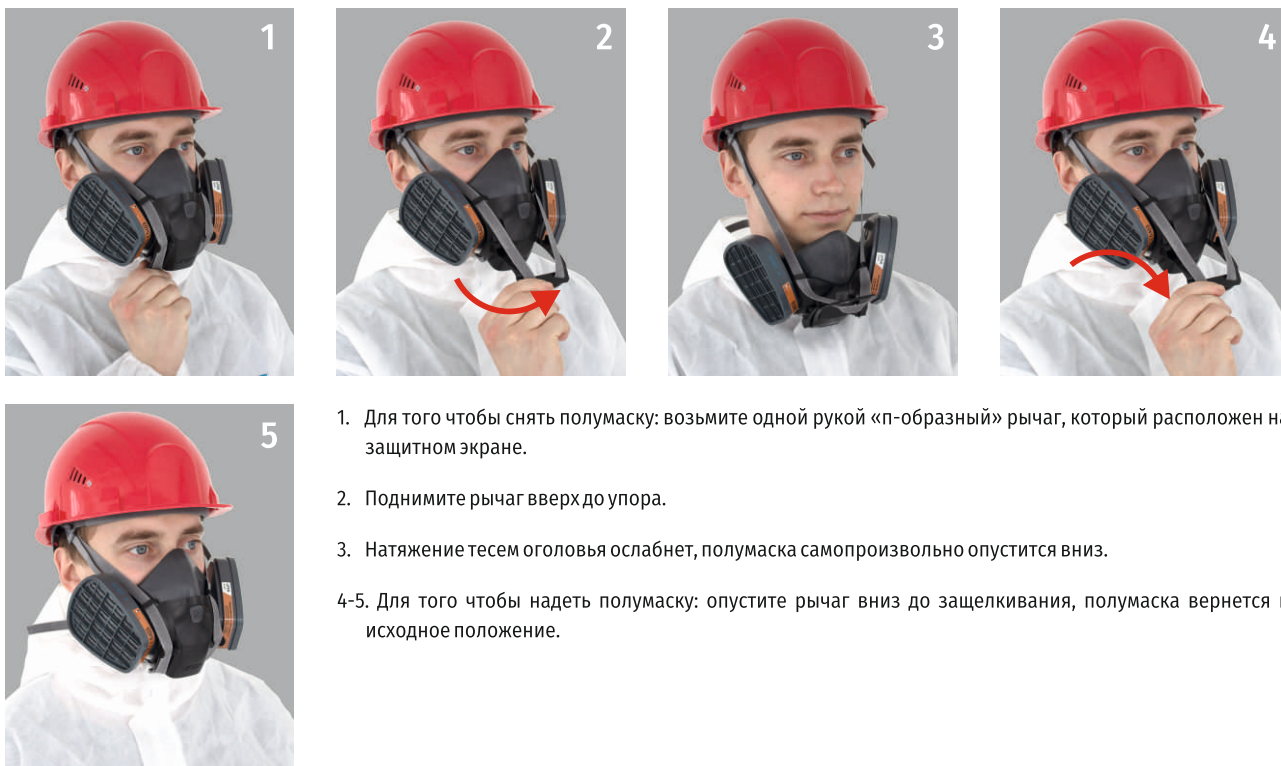 1
2
3
4
5
1. Для того чтобы снять полумаску: возьмите одной рукой «п-образный» рычаг, который расположен на
защитном экране.
2. Поднимите рычаг вверх до упора.
3. Натяжение тесем оголовья ослабнет, полумаска самопроизвольно опустится вниз.
4-5. Для того чтобы надеть полумаску: опустите рычаг вниз до защелкивания, полумаска вернется
исходное положение.